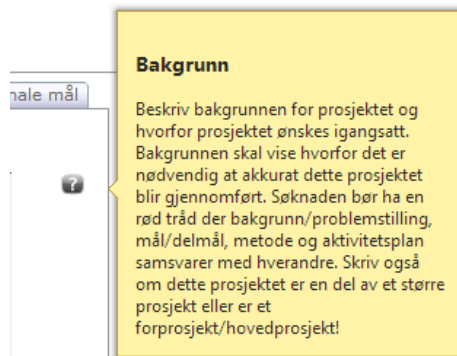 Bakgrunn
nale mål
Beskriv bakgrunnen for prosjektet og
hvorfor prosjektet ønskes igangsatt.
Bakgrunnen skal vise hvorfor det er
nødvendig at akkurat dette prosjektet
blir gjennomført. Søknaden bør ha en
rød tråd der bakgrunn/problemstilling,
mål/delmål, metode og aktivitetsplan
samsvarer med hverandre. Skriv også
om dette prosjektet er en del av et større
prosjekt eller er et
forprosjekt/hovedprosjekt!
?